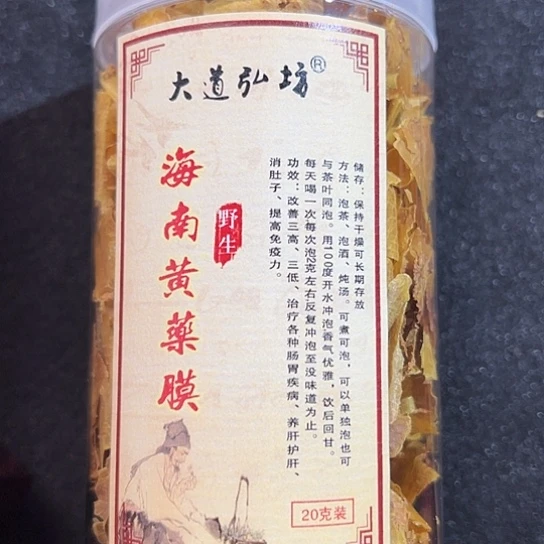 大道弘坊®
海南黄藥膜
野生
储存：保持干燥可长期存放
方法：泡茶、泡酒、炖汤。可煮可泡，可以单独泡也可
与茶叶同泡。用100度开水冲泡，香气优雅，饮后回甘。
每天喝一次，每次泡2克左右反复冲泡至没味道为止。
功效：改善三高、三低、治疗各种肠胃疾病、养肝护肝、
消肚子、提高免疫力。
20克装